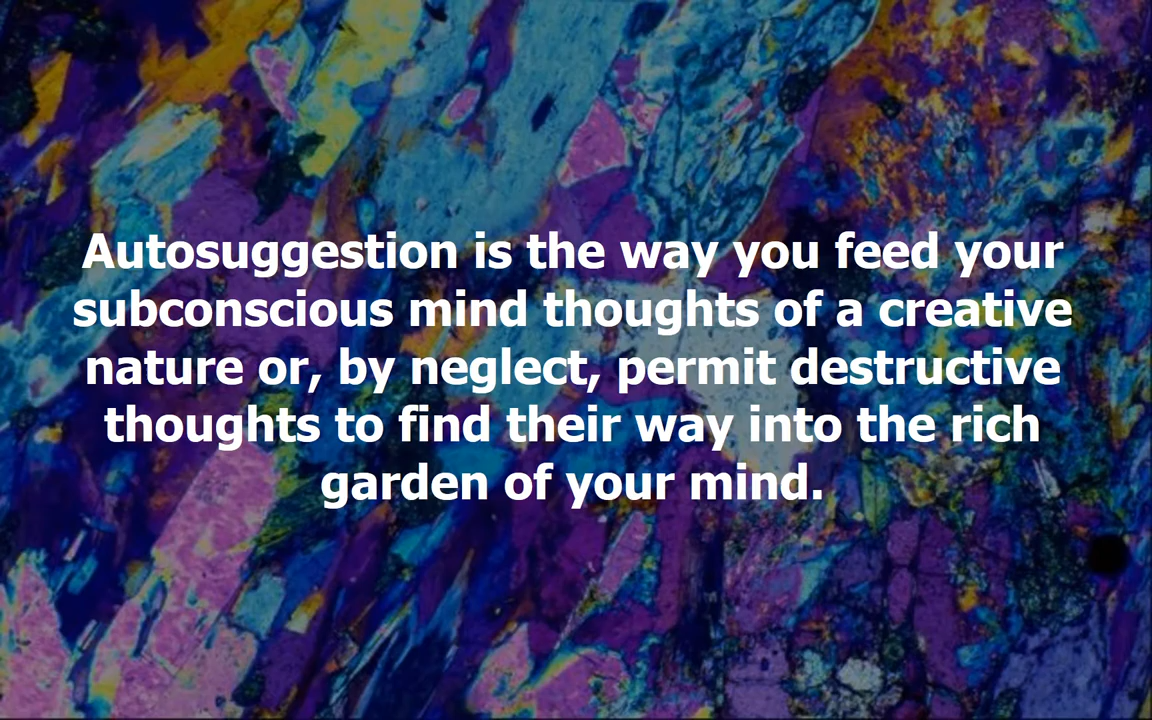 Autosuggestion is the way you feed your
subconscious mind thoughts of a creative
nature or, by neglect, permit destructive
thoughts to find their way into the rich
garden of your mind.